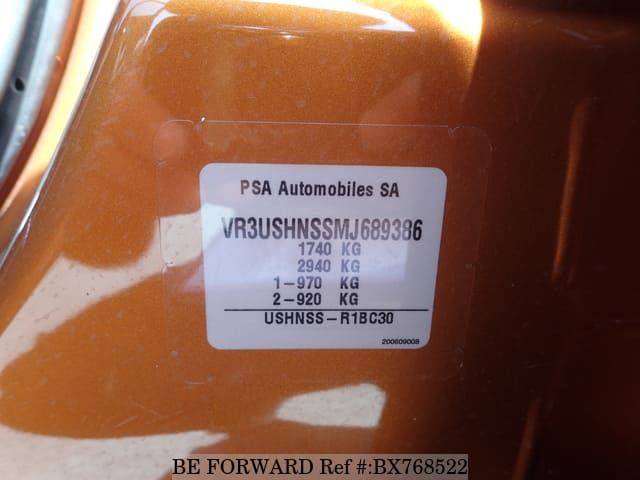 PSA Automobiles SA
VR3USHNSSMJ689386
1740 KG
2940 KG
1-970 KG
2-920 KG
USHNSS-R1BC30
200609008
BE FORWARD Ref #:BX768522